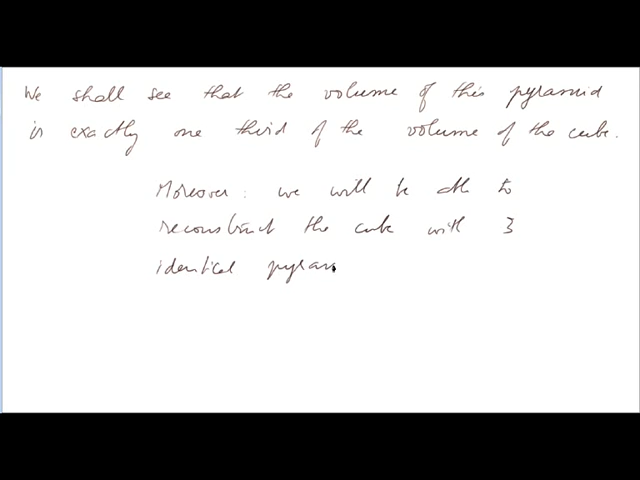 We shall see that the volume of this pyramid
is exactly one third of the volume of the cube.
Moreover: we will be able to
reconstruct the cube with 3
identical pyram